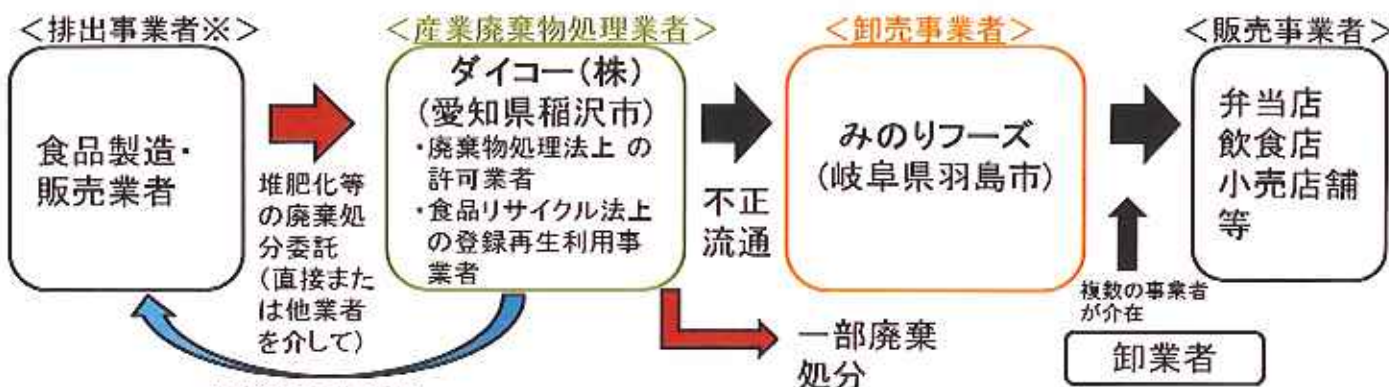 ＜排出事業者※＞
食品製造・
販売業者
堆肥化等
の廃棄処
分委託
（直接また
は他業者
を介して）
＜産業廃棄物処理業者＞
ダイコー（株）
（愛知県稲沢市）
・廃棄物処理法上 の
許可業者
・食品リサイクル法上
の登録再生利用事
業者
不正
流通
一部廃棄
処分
＜卸売事業者＞
みのりフーズ
（岐阜県羽島市）
複数の事業者
が介在
卸業者
＜販売事業者＞
弁当店
飲食店
小売店舗
等